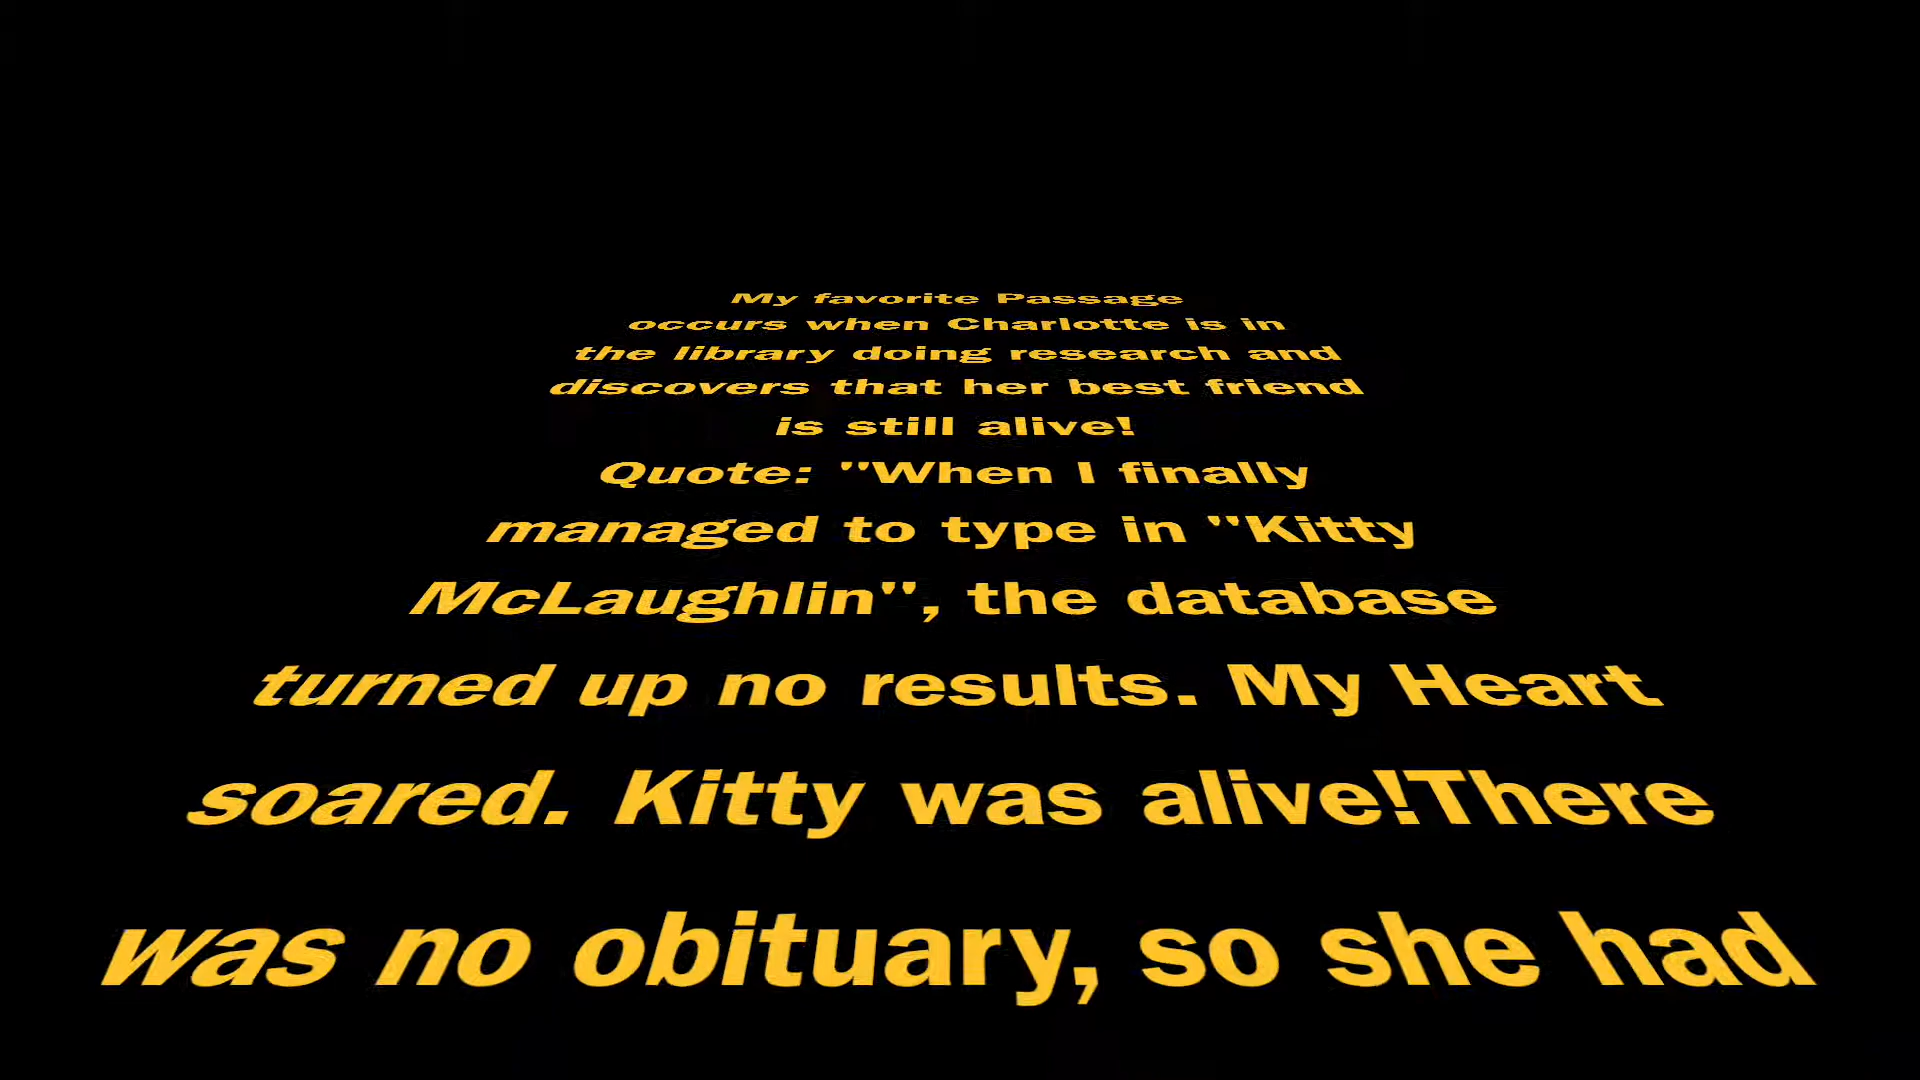 My favorite Passage
occurs when Charlotte is in
the library doing research and
discovers that her best friend
is still alive!
Quote: "When I finally
managed to type in "Kitty
McLaughlin", the database
turned up no results. My Heart
soared. Kitty was alive!There
was no obituary, so she had